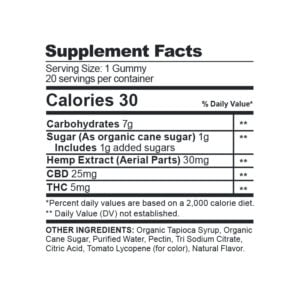 Supplement Facts
Serving Size: 1 Gummy
20 servings per container
Calories 30 % Daily Value*
Carbohydrates 7g **
Sugar (As organic cane sugar) 1g **
Includes 1g added sugars
Hemp Extract (Aerial Parts) 30mg **
CBD 25mg **
THC 5mg **
*Percent daily values are based on a 2,000 calorie diet.
** Daily Value (DV) not established.
OTHER INGREDIENTS: Organic Tapioca Syrup, Organic
Cane Sugar, Purified Water, Pectin, Tri Sodium Citrate,
Citric Acid, Tomato Lycopene (for color), Natural Flavor.